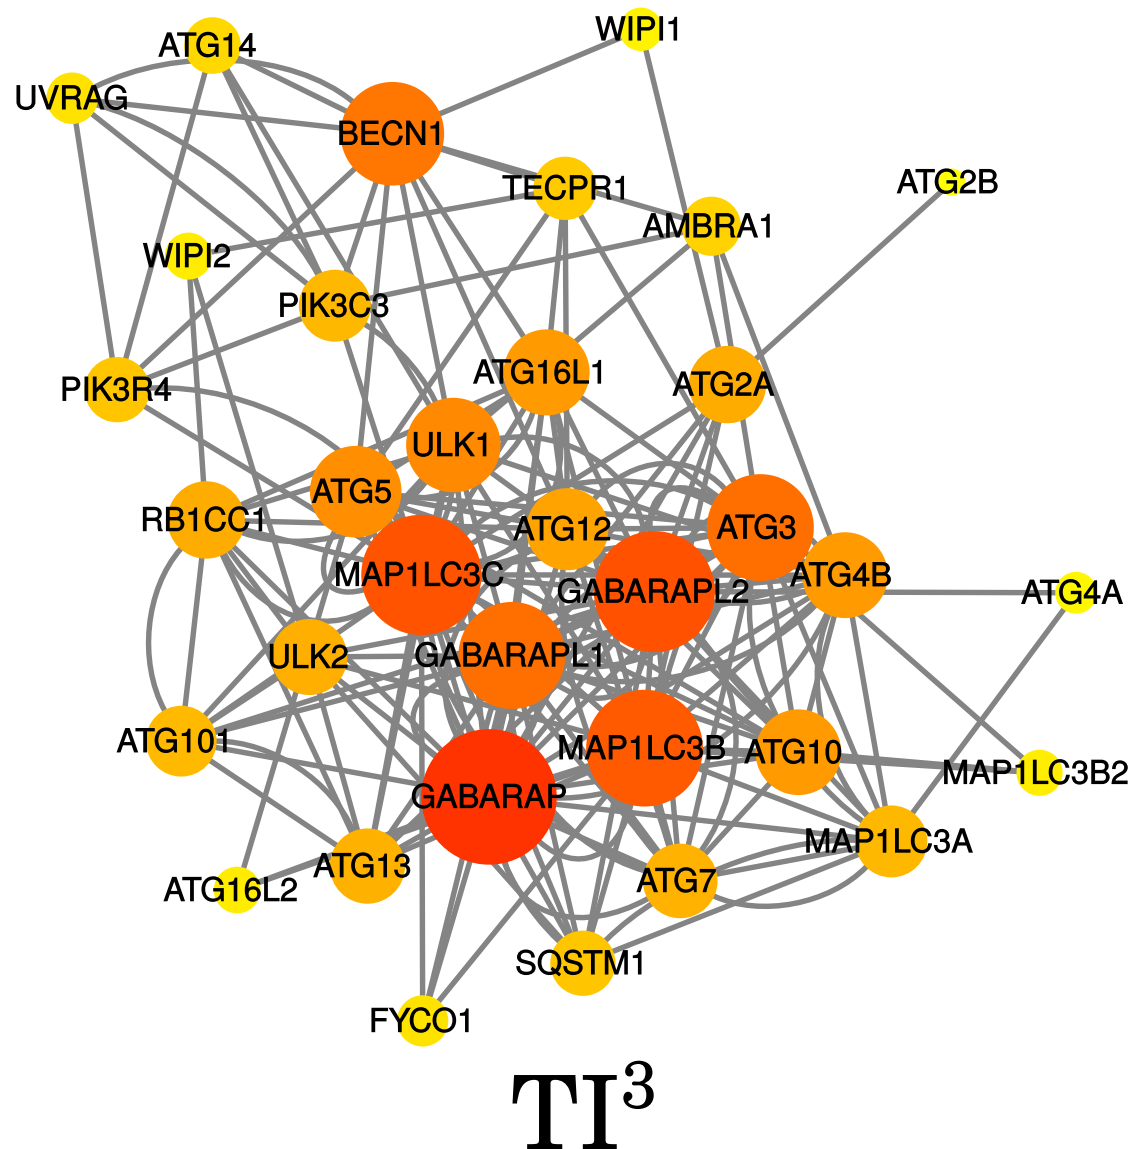 WIPI1
ATG14
UVRAG
BECN1
TECPR1
ATG2B
AMBRA1
WIPI2
PIK3C3
ATG16L1
ATG2A
PIK3R4
ULK1
ATG5
RB1CC1
ATG12
ATG3
MAP1LC3C
GABARAPL2
ATG4B
ATG4A
ULK2
GABARAPL1
ATG101
MAP1LC3B
ATG10
MAP1LC3B2
GABARAP
MAP1LC3A
ATG13
ATG16L2
ATG7
SQSTM1
FYCO1
TI³